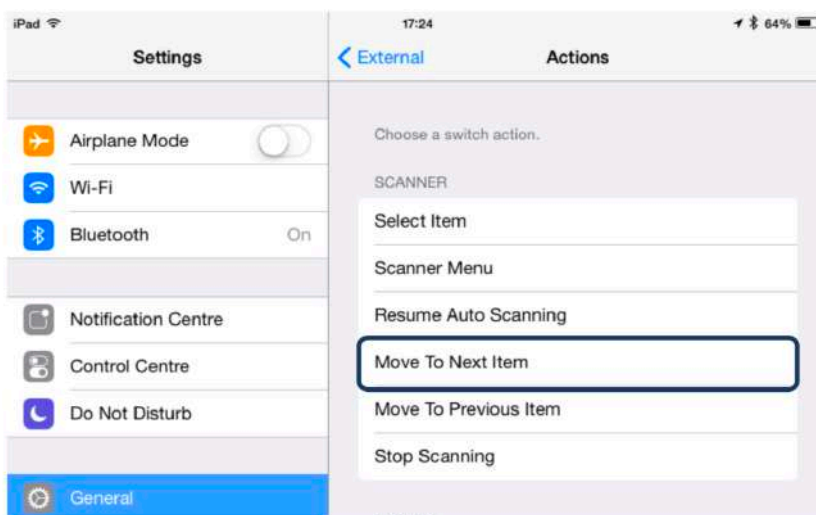 iPad 17:24 64%
Settings
External Actions
Airplane Mode
Wi-Fi
Bluetooth On
Notification Centre
Control Centre
Do Not Disturb
General
Choose a switch action.
SCANNER
Select Item
Scanner Menu
Resume Auto Scanning
Move To Next Item
Move To Previous Item
Stop Scanning